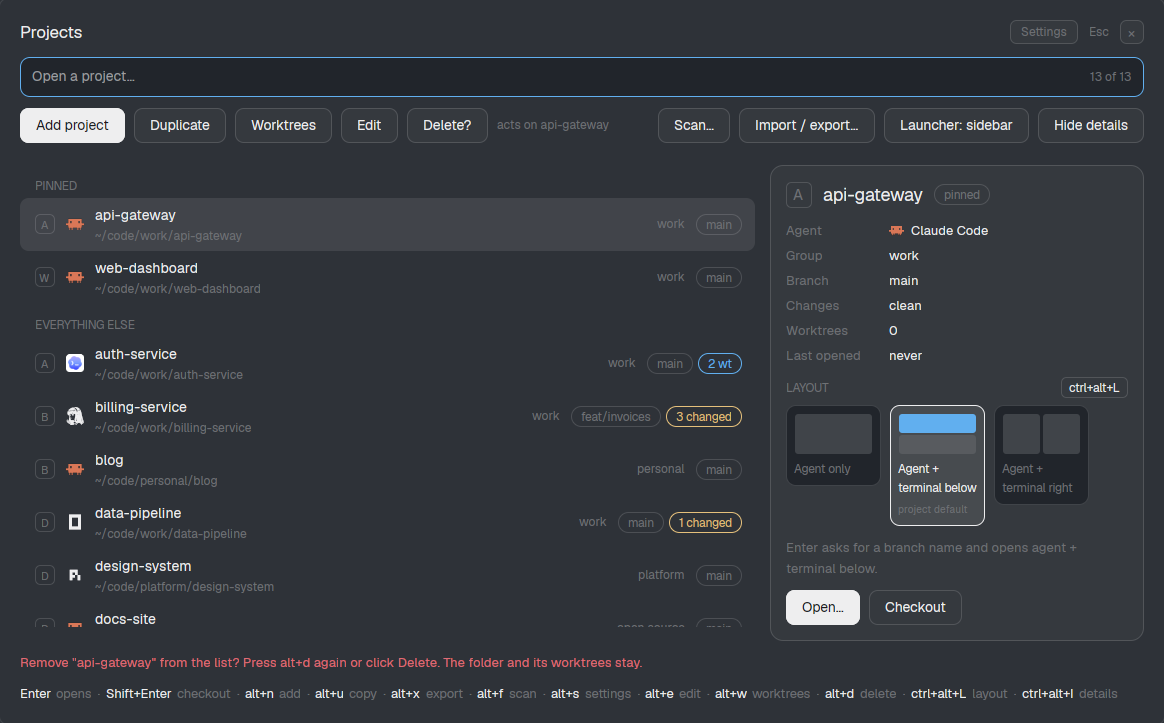 Projects
Settings Esc ×
Open a project... 13 of 13
Add project Duplicate Worktrees Edit Delete? acts on api-gateway Scan... Import / export... Launcher: sidebar Hide details
PINNED
A api-gateway work main
~/code/work/api-gateway
W web-dashboard work main
~/code/work/web-dashboard
EVERYTHING ELSE
A auth-service work main 2 wt
~/code/work/auth-service
B billing-service work feat/invoices 3 changed
~/code/work/billing-service
B blog personal main
~/code/personal/blog
D data-pipeline work main 1 changed
~/code/work/data-pipeline
D design-system platform main
~/code/platform/design-system
D docs-site open source main
A api-gateway pinned
Agent Claude Code
Group work
Branch main
Changes clean
Worktrees 0
Last opened never
LAYOUT ctrl+alt+L
Agent only
Agent +
terminal below
project default
Agent +
terminal right
Enter asks for a branch name and opens agent +
terminal below.
Open... Checkout
Remove "api-gateway" from the list? Press alt+d again or click Delete. The folder and its worktrees stay.
Enter opens · Shift+Enter checkout · alt+n add · alt+u copy · alt+x export · alt+f scan · alt+s settings · alt+e edit · alt+w worktrees · alt+d delete · ctrl+alt+L layout · ctrl+alt+I details